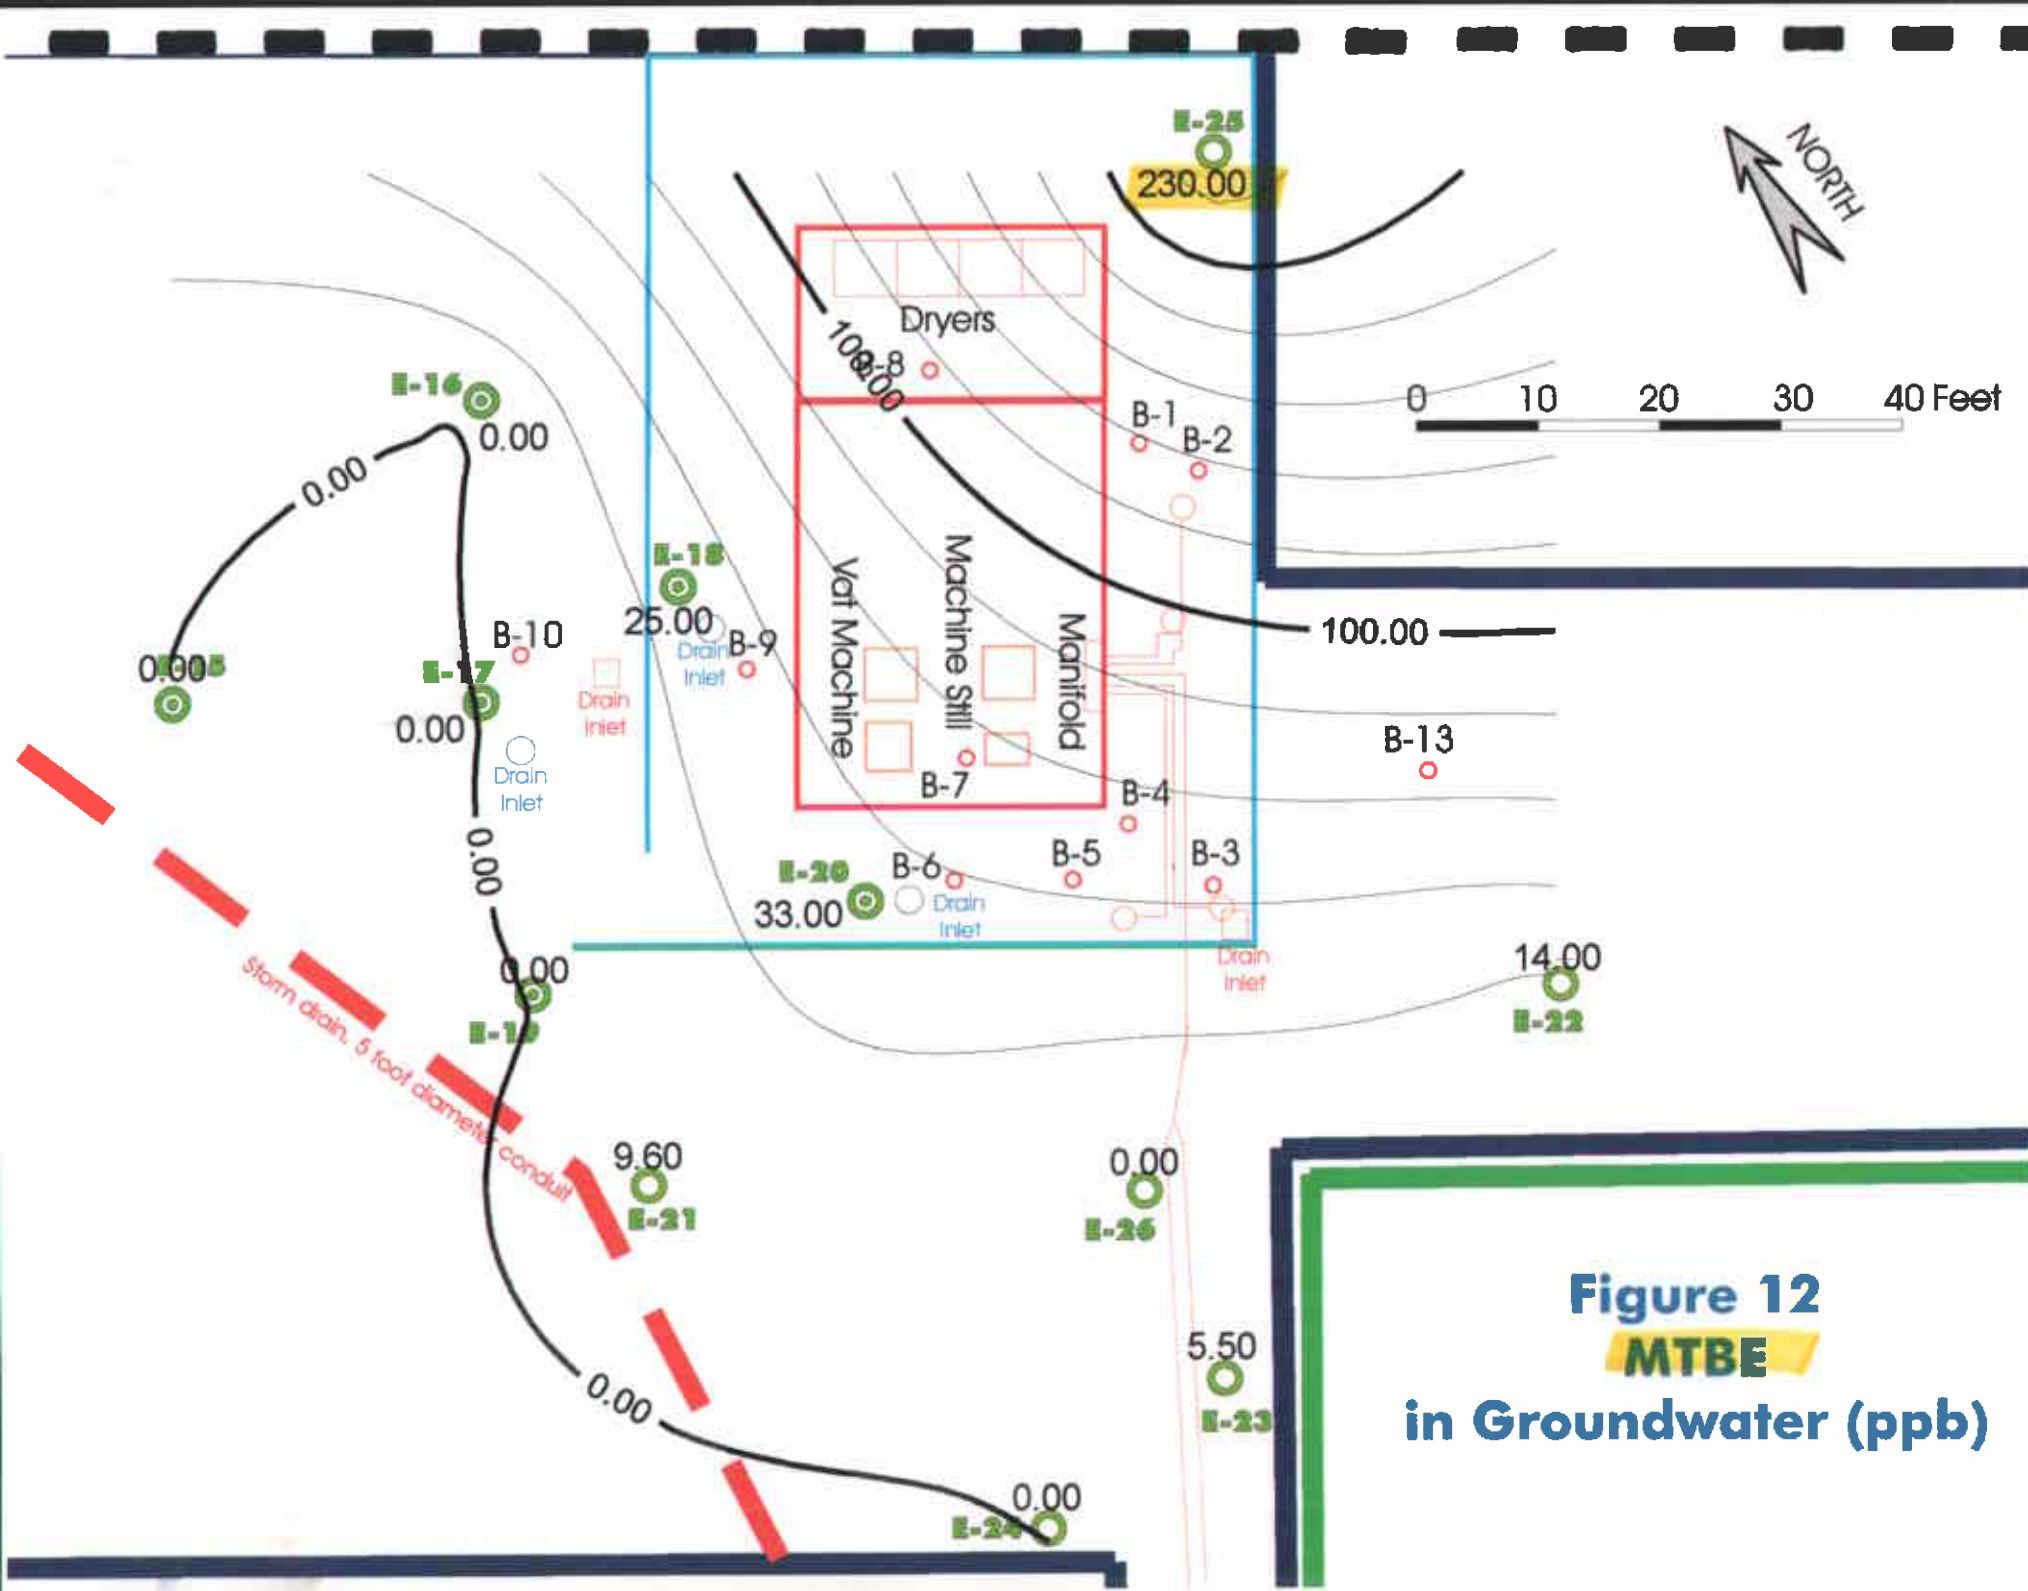 E-25
230.00
NORTH
Dryers
100.00
B-8
E-16
0.00
0.00
0 10 20 30 40 Feet
B-1
B-2
E-18
25.00
Drain
Inlet
B-9
Vat Machine
Machine Still
Manifold
100.00
B-10
0.00
E-17
0.00
Drain
Inlet
Drain
Inlet
B-13
B-7
B-4
0.00
E-20
33.00
B-6
Drain
Inlet
B-5
B-3
Drain
Inlet
0.00
E-19
14.00
E-22
Storm drain, 5 foot diameter conduit
9.60
E-21
0.00
E-26
5.50
E-23
0.00
0.00
E-24
Figure 12
MTBE
in Groundwater (ppb)